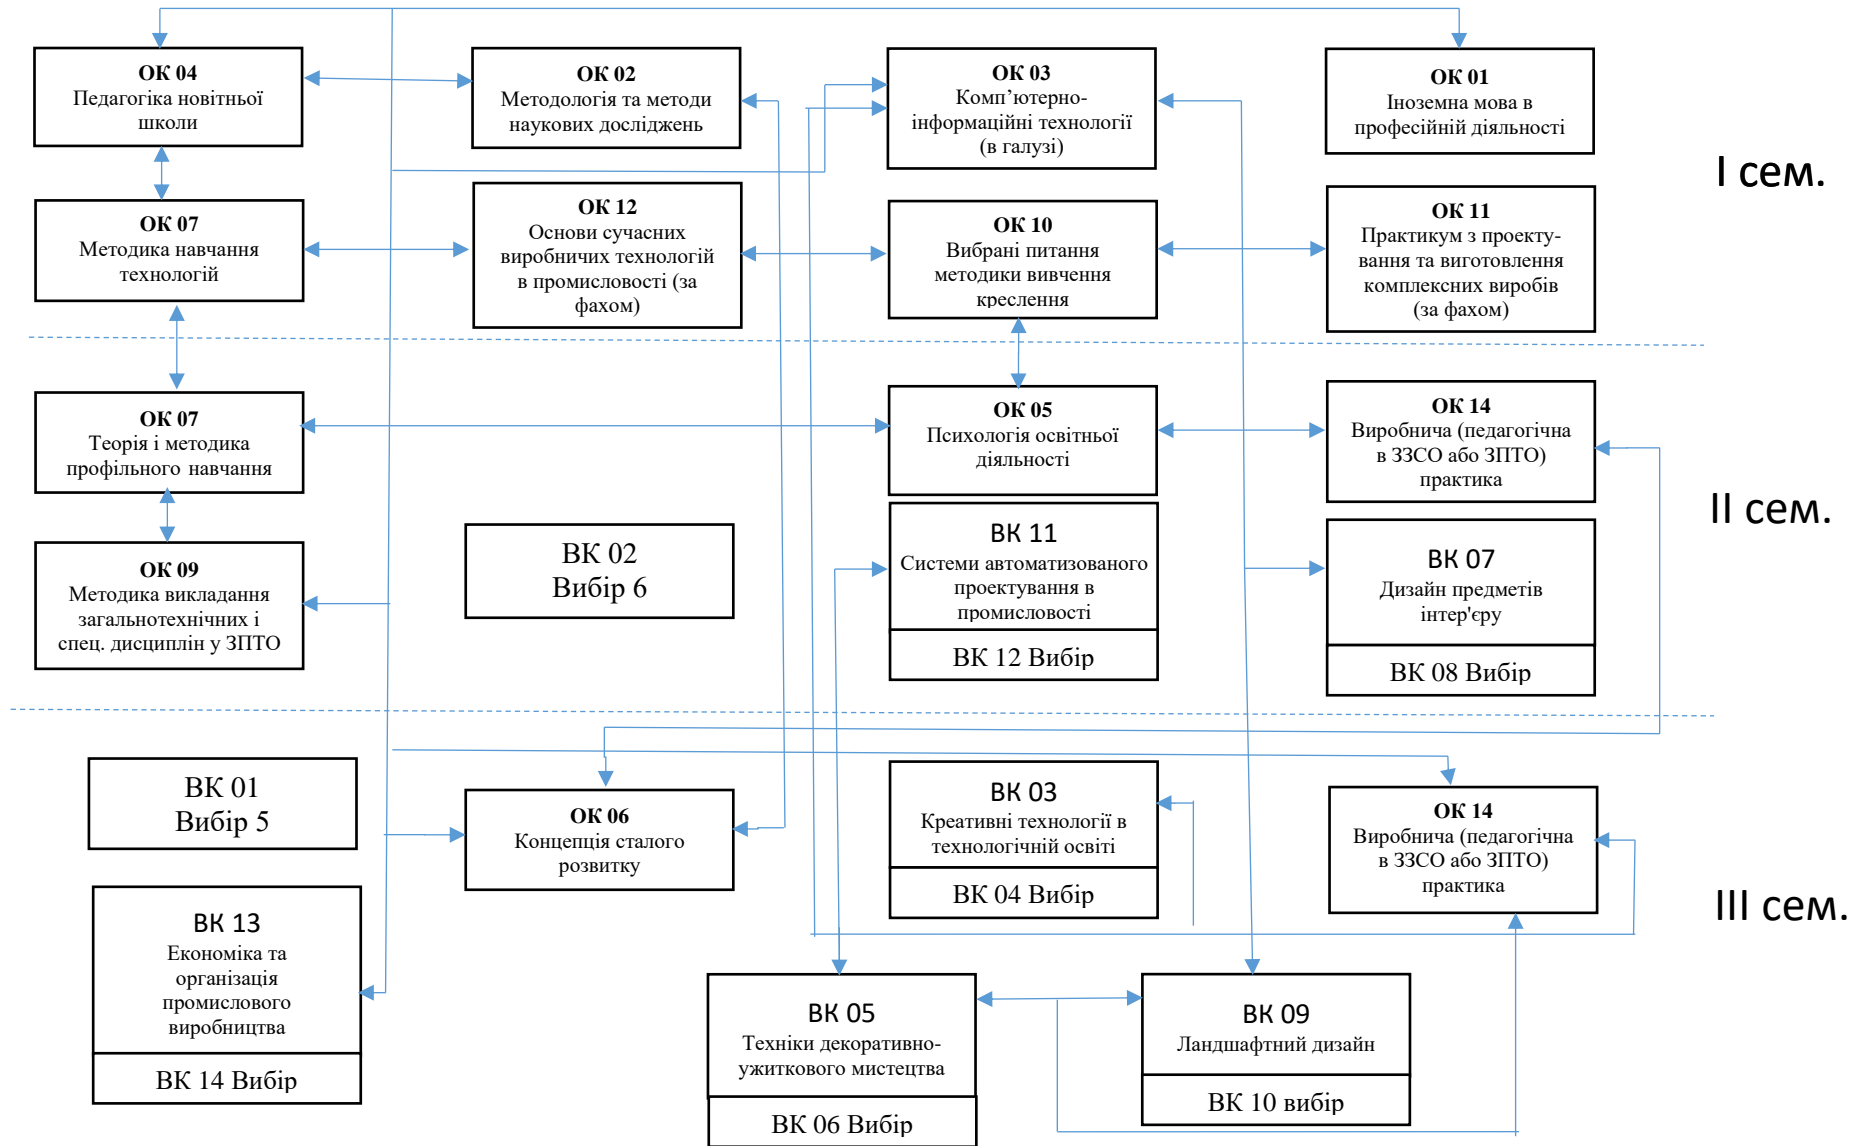 ОК 04
Педагогіка новітньої
школи
ОК 02
Методологія та методи
наукових досліджень
ОК 03
Комп’ютерно-
інформаційні технології
(в галузі)
ОК 01
Іноземна мова в
професійній діяльності
І сем.
ОК 07
Методика навчання
технологій
ОК 12
Основи сучасних
виробничих технологій
в промисловості (за
фахом)
ОК 10
Вибрані питання
методики вивчення
креслення
ОК 11
Практикум з проекту-
вання та виготовлення
комплексних виробів
(за фахом)
ОК 07
Теорія і методика
профільного навчання
ОК 05
Психологія освітньої
діяльності
ОК 14
Виробнича (педагогічна
в ЗЗСО або ЗПТО)
практика
ІІ сем.
ОК 09
Методика викладання
загальнотехнічних і
спец. дисциплін у ЗПТО
ВК 02
Вибір 6
ВК 11
Системи автоматизованого
проектування в
промисловості
ВК 12 Вибір
ВК 07
Дизайн предметів
інтер'єру
ВК 08 Вибір
ВК 01
Вибір 5
ОК 06
Концепція сталого
розвитку
ВК 03
Креативні технології в
технологічній освіті
ВК 04 Вибір
ОК 14
Виробнича (педагогічна
в ЗЗСО або ЗПТО)
практика
ІІІ сем.
ВК 13
Економіка та
організація
промислового
виробництва
ВК 14 Вибір
ВК 05
Техніки декоративно-
ужиткового мистецтва
ВК 06 Вибір
ВК 09
Ландшафтний дизайн
ВК 10 вибір